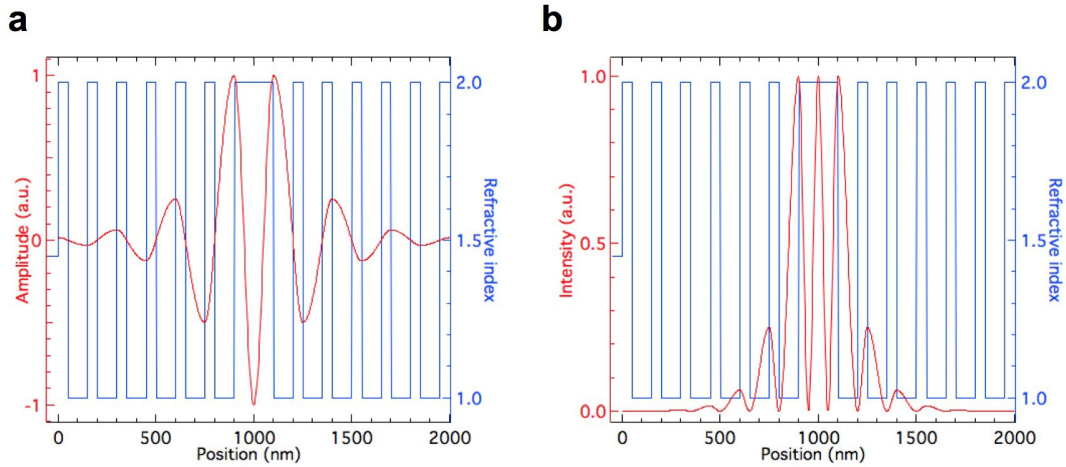 a
b
1
0
-1
Amplitude (a.u.)
2.0
1.5
1.0
Refractive index
0
500
1000
1500
2000
Position (nm)
1.0
0.5
0.0
Intensity (a.u.)
2.0
1.5
1.0
Refractive index
0
500
1000
1500
2000
Position (nm)